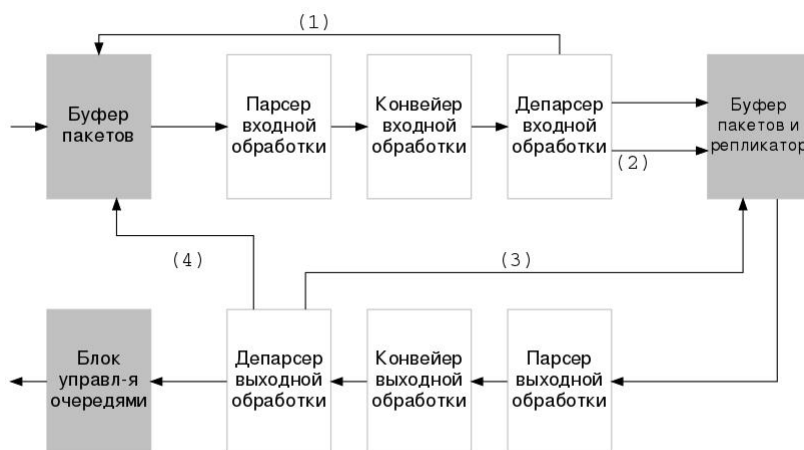 (1)
Буфер
пакетов
Парсер
входной
обработки
Конвейер
входной
обработки
Депарсер
входной
обработки
Буфер
пакетов и
репликатор
(2)
(4)
(3)
Блок
управл-я
очередями
Депарсер
выходной
обработки
Конвейер
выходной
обработки
Парсер
выходной
обработки